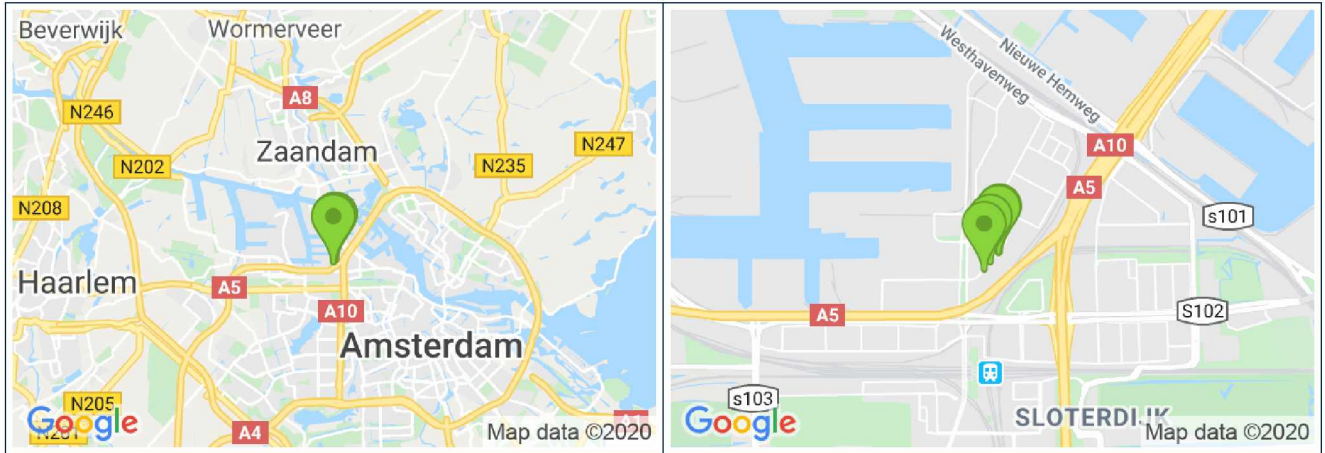 Beverwijk
Wormerveer
A8
N246
Zaandam
N247
N202
N235
N208
Haarlem
A5
A10
Amsterdam
N205
Google
A4
A1
Map data ©2020
Nieuwe Hemweg
Westhavenweg
A10
A5
s101
A5
S102
s103
Google
SLOTERDIJK
Map data ©2020